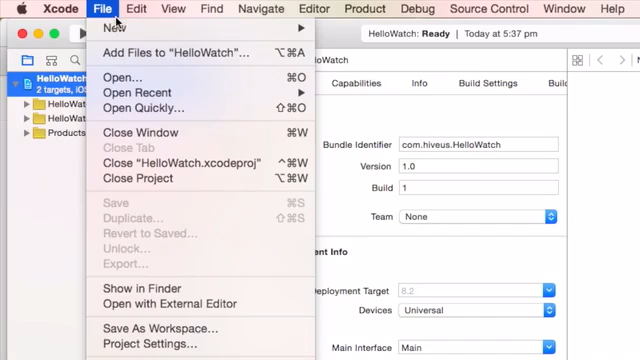 Xcode File Edit View Find Navigate Editor Product Debug Source Control Window Help
HelloWatch: Ready | Today at 5:37 pm
New
Add Files to “HelloWatch”... ⌥⌘A
Open... ⌘O
Open Recent
Open Quickly... ⇧⌘O
Close Window ⌘W
Close Tab
Close “HelloWatch.xcodeproj” ^⌘W
Close Project ⌥⌘W
Save ⌘S
Duplicate... ⇧⌘S
Revert to Saved...
Unlock...
Export...
Show in Finder
Open with External Editor
Save As Workspace...
Project Settings...
HelloWatch
2 targets, iOS
HelloWat
HelloWat
Products
lloWatch
Capabilities Info Build Settings Build
Bundle Identifier com.hiveus.HelloWatch
Version 1.0
Build 1
Team None
ent Info
Deployment Target 8.2
Devices Universal
Main Interface Main